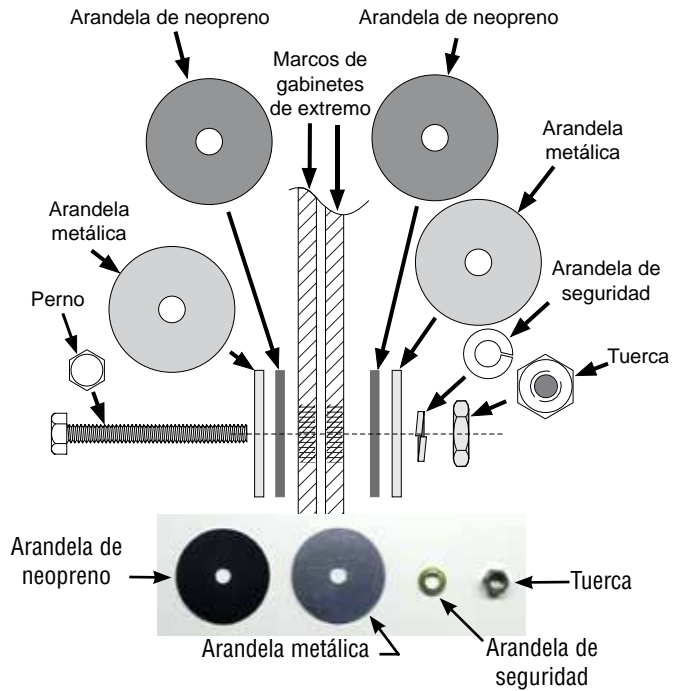 Arandela de neopreno
Arandela de neopreno
Marcos de
gabinetes
de extremo
Arandela
metálica
Arandela
metálica
Arandela de
seguridad
Perno
Tuerca
Arandela de
neopreno
Tuerca
Arandela metálica
Arandela de
seguridad